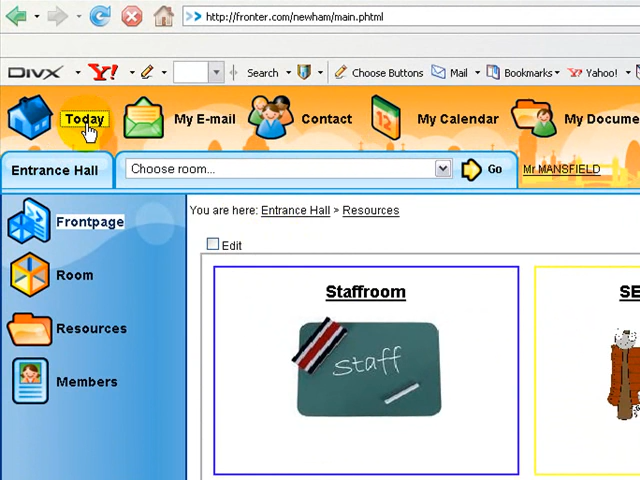 >> http://fronter.com/newham/main.phtml
DIVX Y! Search Choose Buttons Mail Bookmarks Yahoo!
Today My E-mail Contact 12 My Calendar My Docume
Entrance Hall Choose room... Go Mr MANSFIELD
Frontpage
Room
Resources
Members
You are here: Entrance Hall > Resources
Edit
Staffroom
SE
Staff